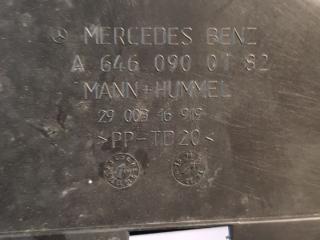 MERCEDES BENZ
A 646 090 01 82
MANN+HUMMEL
29 003 16 919
>PP-TD20<